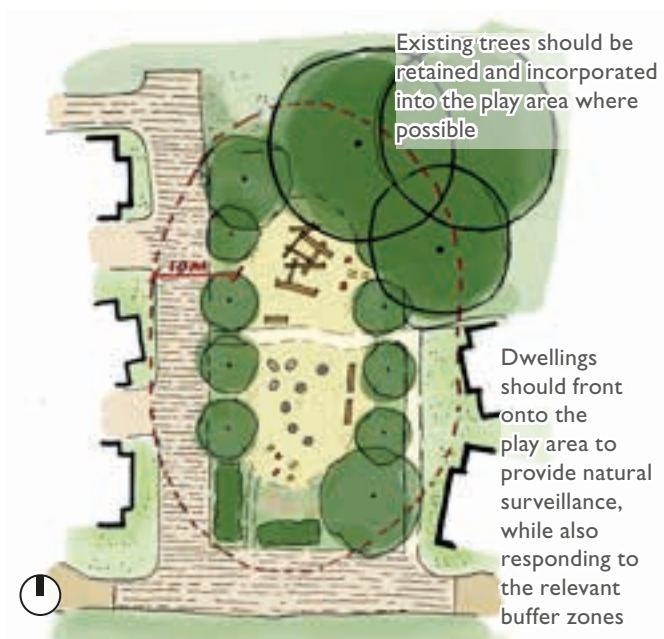 Existing trees should be
retained and incorporated
into the play area where
possible
10M
Dwellings
should front
onto the
play area to
provide natural
surveillance,
while also
responding to
the relevant
buffer zones